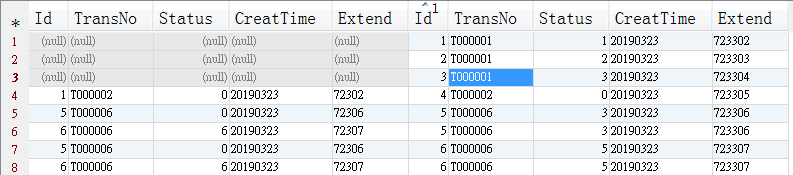 * Id TransNo Status CreatTime Extend Id 1 TransNo Status CreatTime Extend
1 (null) (null) (null) (null) (null) 1 T000001 1 20190323 723302
2 (null) (null) (null) (null) (null) 2 T000001 2 20190323 723303
3 (null) (null) (null) (null) (null) 3 T000001 3 20190323 723304
4 1 T000002 0 20190323 72302 4 T000002 0 20190323 723305
5 5 T000006 0 20190323 72306 5 T000006 3 20190323 723306
6 6 T000006 0 20190323 72307 5 T000006 3 20190323 723306
7 5 T000006 0 20190323 72306 6 T000006 5 20190323 723307
8 6 T000006 0 20190323 72307 6 T000006 5 20190323 723307